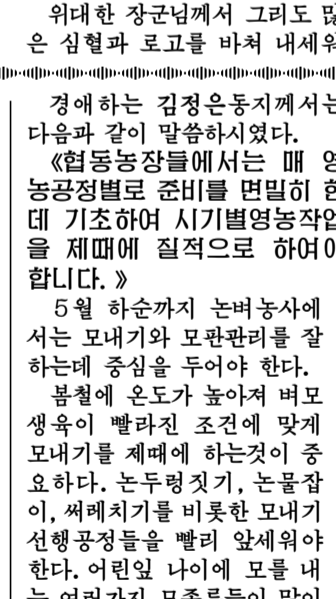 위대한 장군님께서 그리도
은 심혈과 로고를 바쳐
경애하는 김정은동지께서는
다음과 같이 말씀하시였다.
《협동농장들에서는 매
농공정별로 준비를 면밀히
데 기초하여 시기별영농작업
을 제때에 질적으로
합니다.》
5월 하순까지 논벼농사에
서는 모내기와 모판관리를 잘
하는데 중심을 두어야 한다.
봄철에 온도가 높아져 벼모
생육이 빨라진 조건에 맞게
모내기를 제때에 하는것이 중
요하다. 논두렁짓기, 논물잡
이, 써레치기를 비롯한 모내기
선행공정들을 빨리 앞세워야
한다. 어린잎 나이에 모를 내